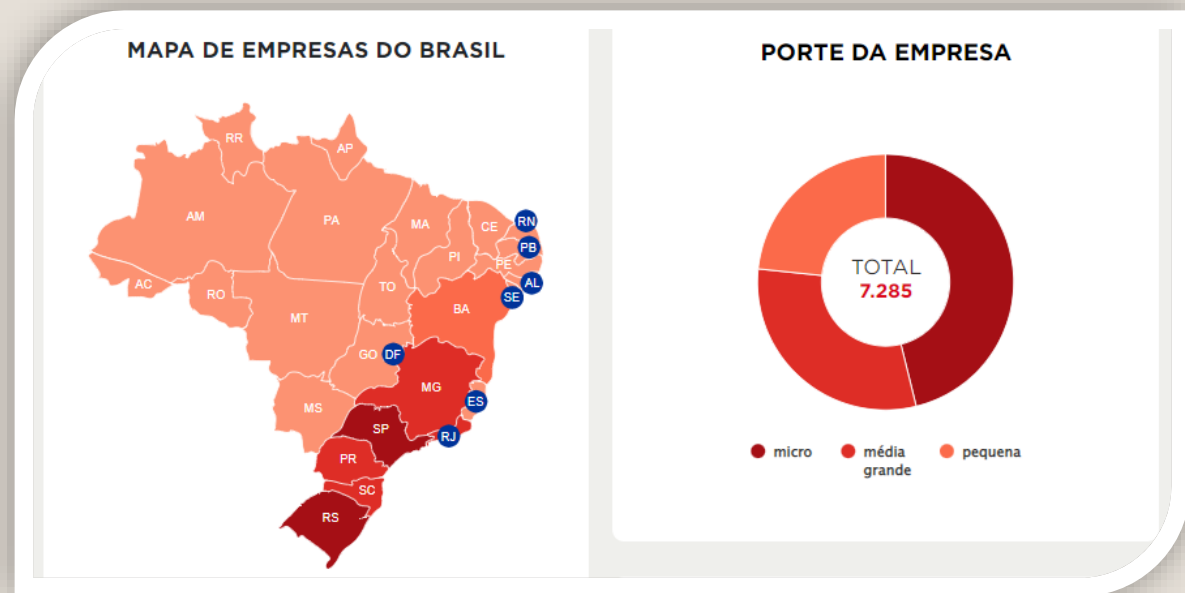 MAPA DE EMPRESAS DO BRASIL
RR
AP
AM
PA
MA
CE
RN
PB
PI
PE
AC
RO
TO
AL
SE
MT
BA
GO
DF
MG
MS
ES
SP
RJ
PR
SC
RS
PORTE DA EMPRESA
TOTAL
7.285
micro
média
grande
pequena